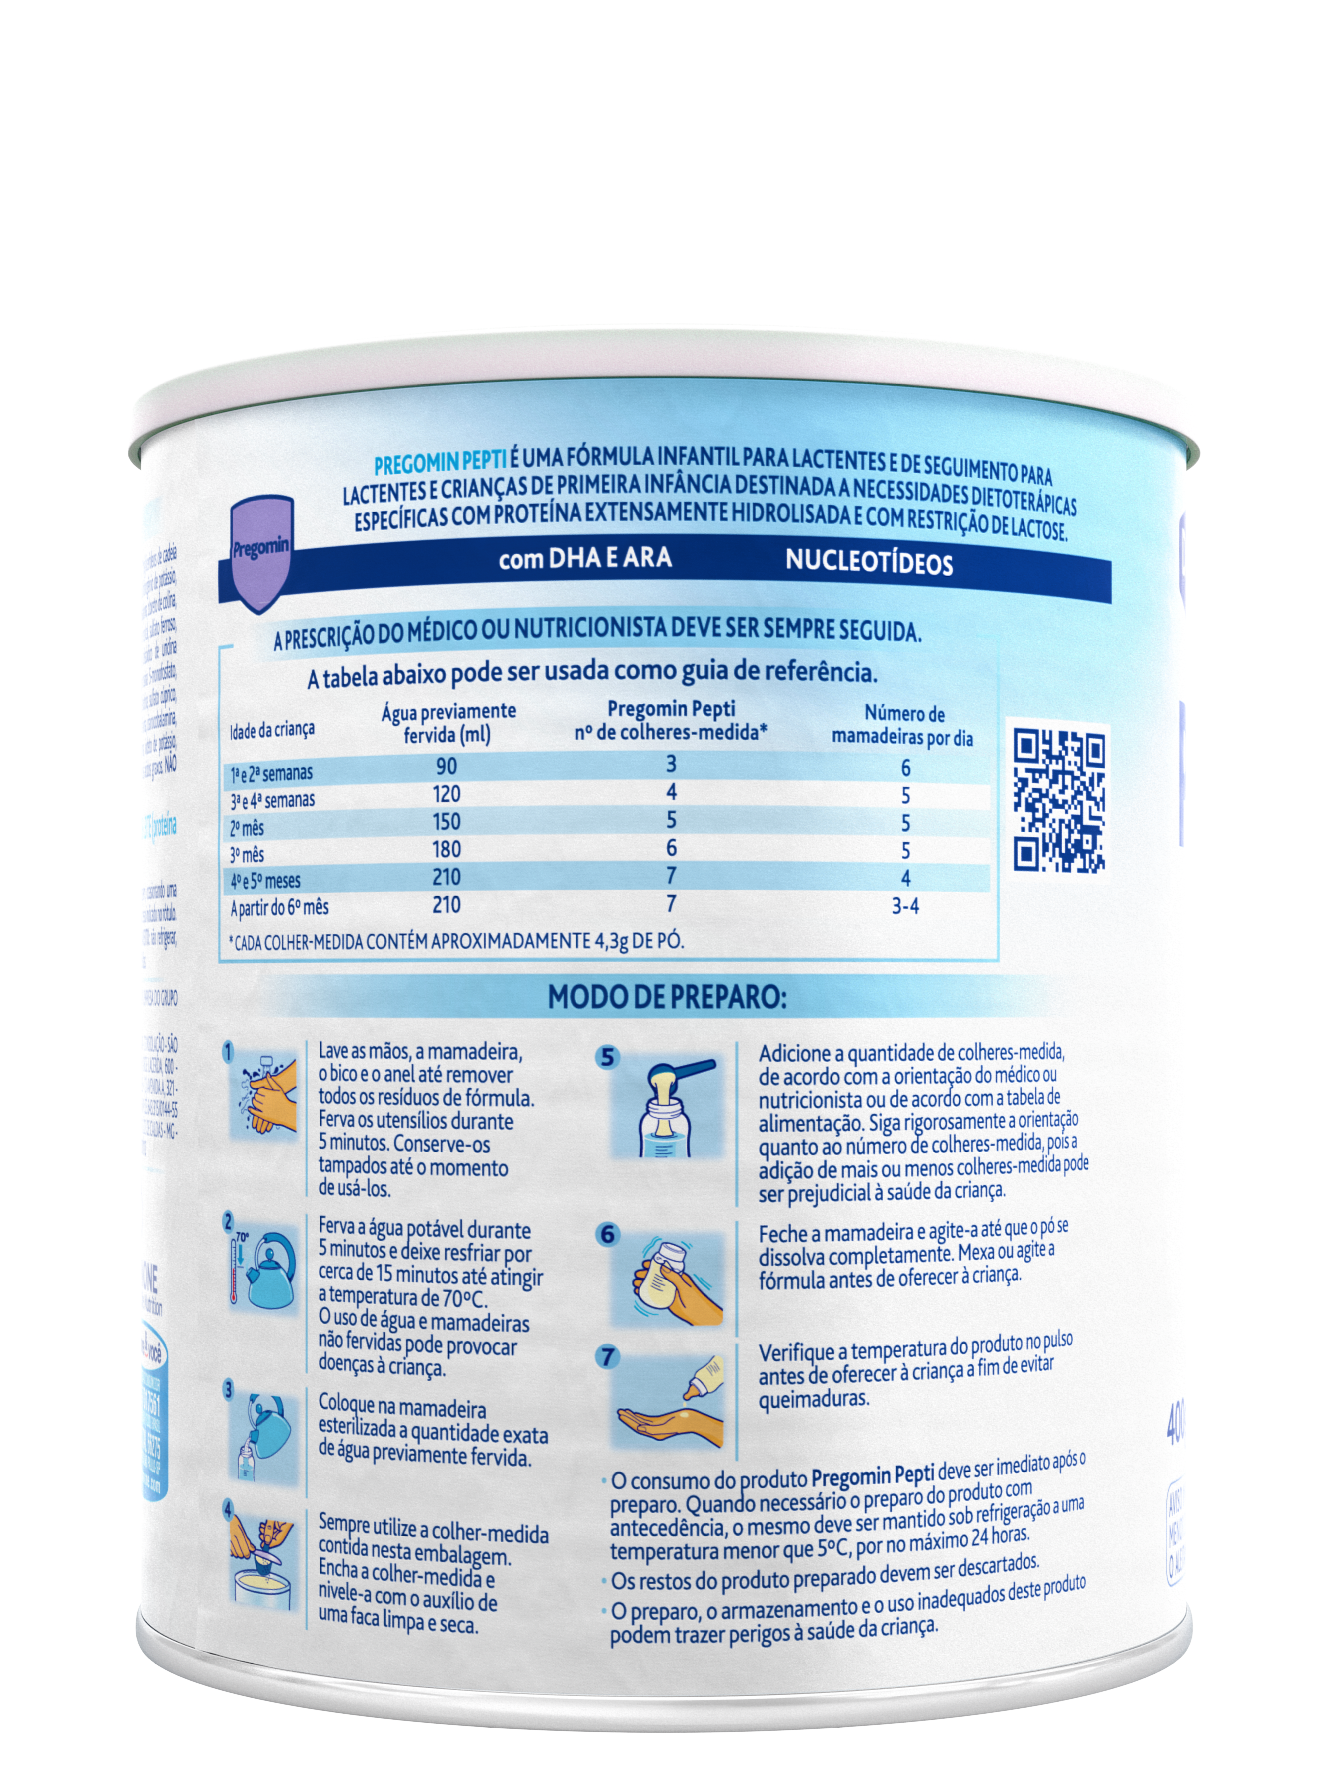 PREGOMIN PEPTI É UMA FÓRMULA INFANTIL PARA LACTENTES E DE SEGUIMENTO PARA
LACTENTES E CRIANÇAS DE PRIMEIRA INFÂNCIA DESTINADA A NECESSIDADES DIETOTERÁPICAS
ESPECÍFICAS COM PROTEÍNA EXTENSAMENTE HIDROLISADA E COM RESTRIÇÃO DE LACTOSE.
Pregomin
com DHA E ARA NUCLEOTÍDEOS
A PRESCRIÇÃO DO MÉDICO OU NUTRICIONISTA DEVE SER SEMPRE SEGUIDA.
A tabela abaixo pode ser usada como guia de referência.
Idade da criança Água previamente fervida (ml) Pregomin Pepti nº de colheres-medida* Número de mamadeiras por dia
1ª e 2ª semanas 90 3 6
3ª e 4ª semanas 120 4 5
2º mês 150 5 5
3º mês 180 6 5
4º e 5º meses 210 7 4
A partir do 6º mês 210 7 3-4
* CADA COLHER-MEDIDA CONTÉM APROXIMADAMENTE 4,3g DE PÓ.
MODO DE PREPARO:
1
Lave as mãos, a mamadeira,
o bico e o anel até remover
todos os resíduos de fórmula.
Ferva os utensílios durante
5 minutos. Conserve-os
tampados até o momento
de usá-los.
2
70º
Ferva a água potável durante
5 minutos e deixe resfriar por
cerca de 15 minutos até atingir
a temperatura de 70ºC.
O uso de água e mamadeiras
não fervidas pode provocar
doenças à criança.
3
Coloque na mamadeira
esterilizada a quantidade exata
de água previamente fervida.
4
Sempre utilize a colher-medida
contida nesta embalagem.
Encha a colher-medida e
nivele-a com o auxílio de
uma faca limpa e seca.
5
Adicione a quantidade de colheres-medida,
de acordo com a orientação do médico ou
nutricionista ou de acordo com a tabela de
alimentação. Siga rigorosamente a orientação
quanto ao número de colheres-medida, pois a
adição de mais ou menos colheres-medida pode
ser prejudicial à saúde da criança.
6
Feche a mamadeira e agite-a até que o pó se
dissolva completamente. Mexa ou agite a
fórmula antes de oferecer à criança.
7
Verifique a temperatura do produto no pulso
antes de oferecer à criança a fim de evitar
queimaduras.
• O consumo do produto Pregomin Pepti deve ser imediato após o
preparo. Quando necessário o preparo do produto com
antecedência, o mesmo deve ser mantido sob refrigeração a uma
temperatura menor que 5ºC, por no máximo 24 horas.
• Os restos do produto preparado devem ser descartados.
• O preparo, o armazenamento e o uso inadequados deste produto
podem trazer perigos à saúde da criança.